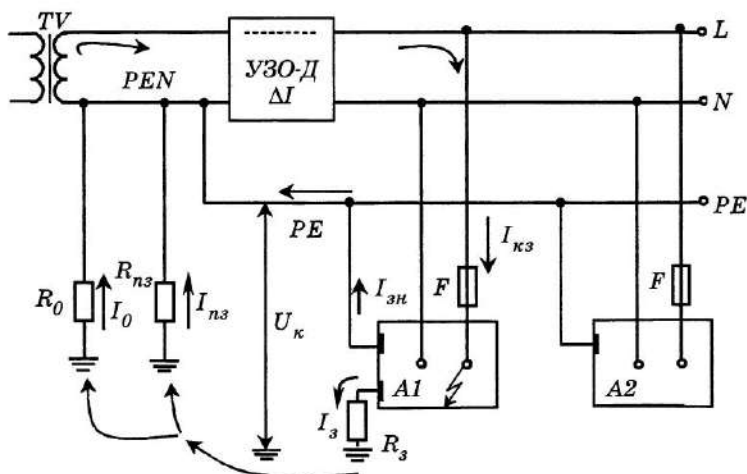 TV
L
PEN
УЗО-Д
ΔI
N
PE
PE
Iкз
Rпз
F
F
R0
I0
Iпз
Iзн
Uк
A1
A2
Iз
Rз